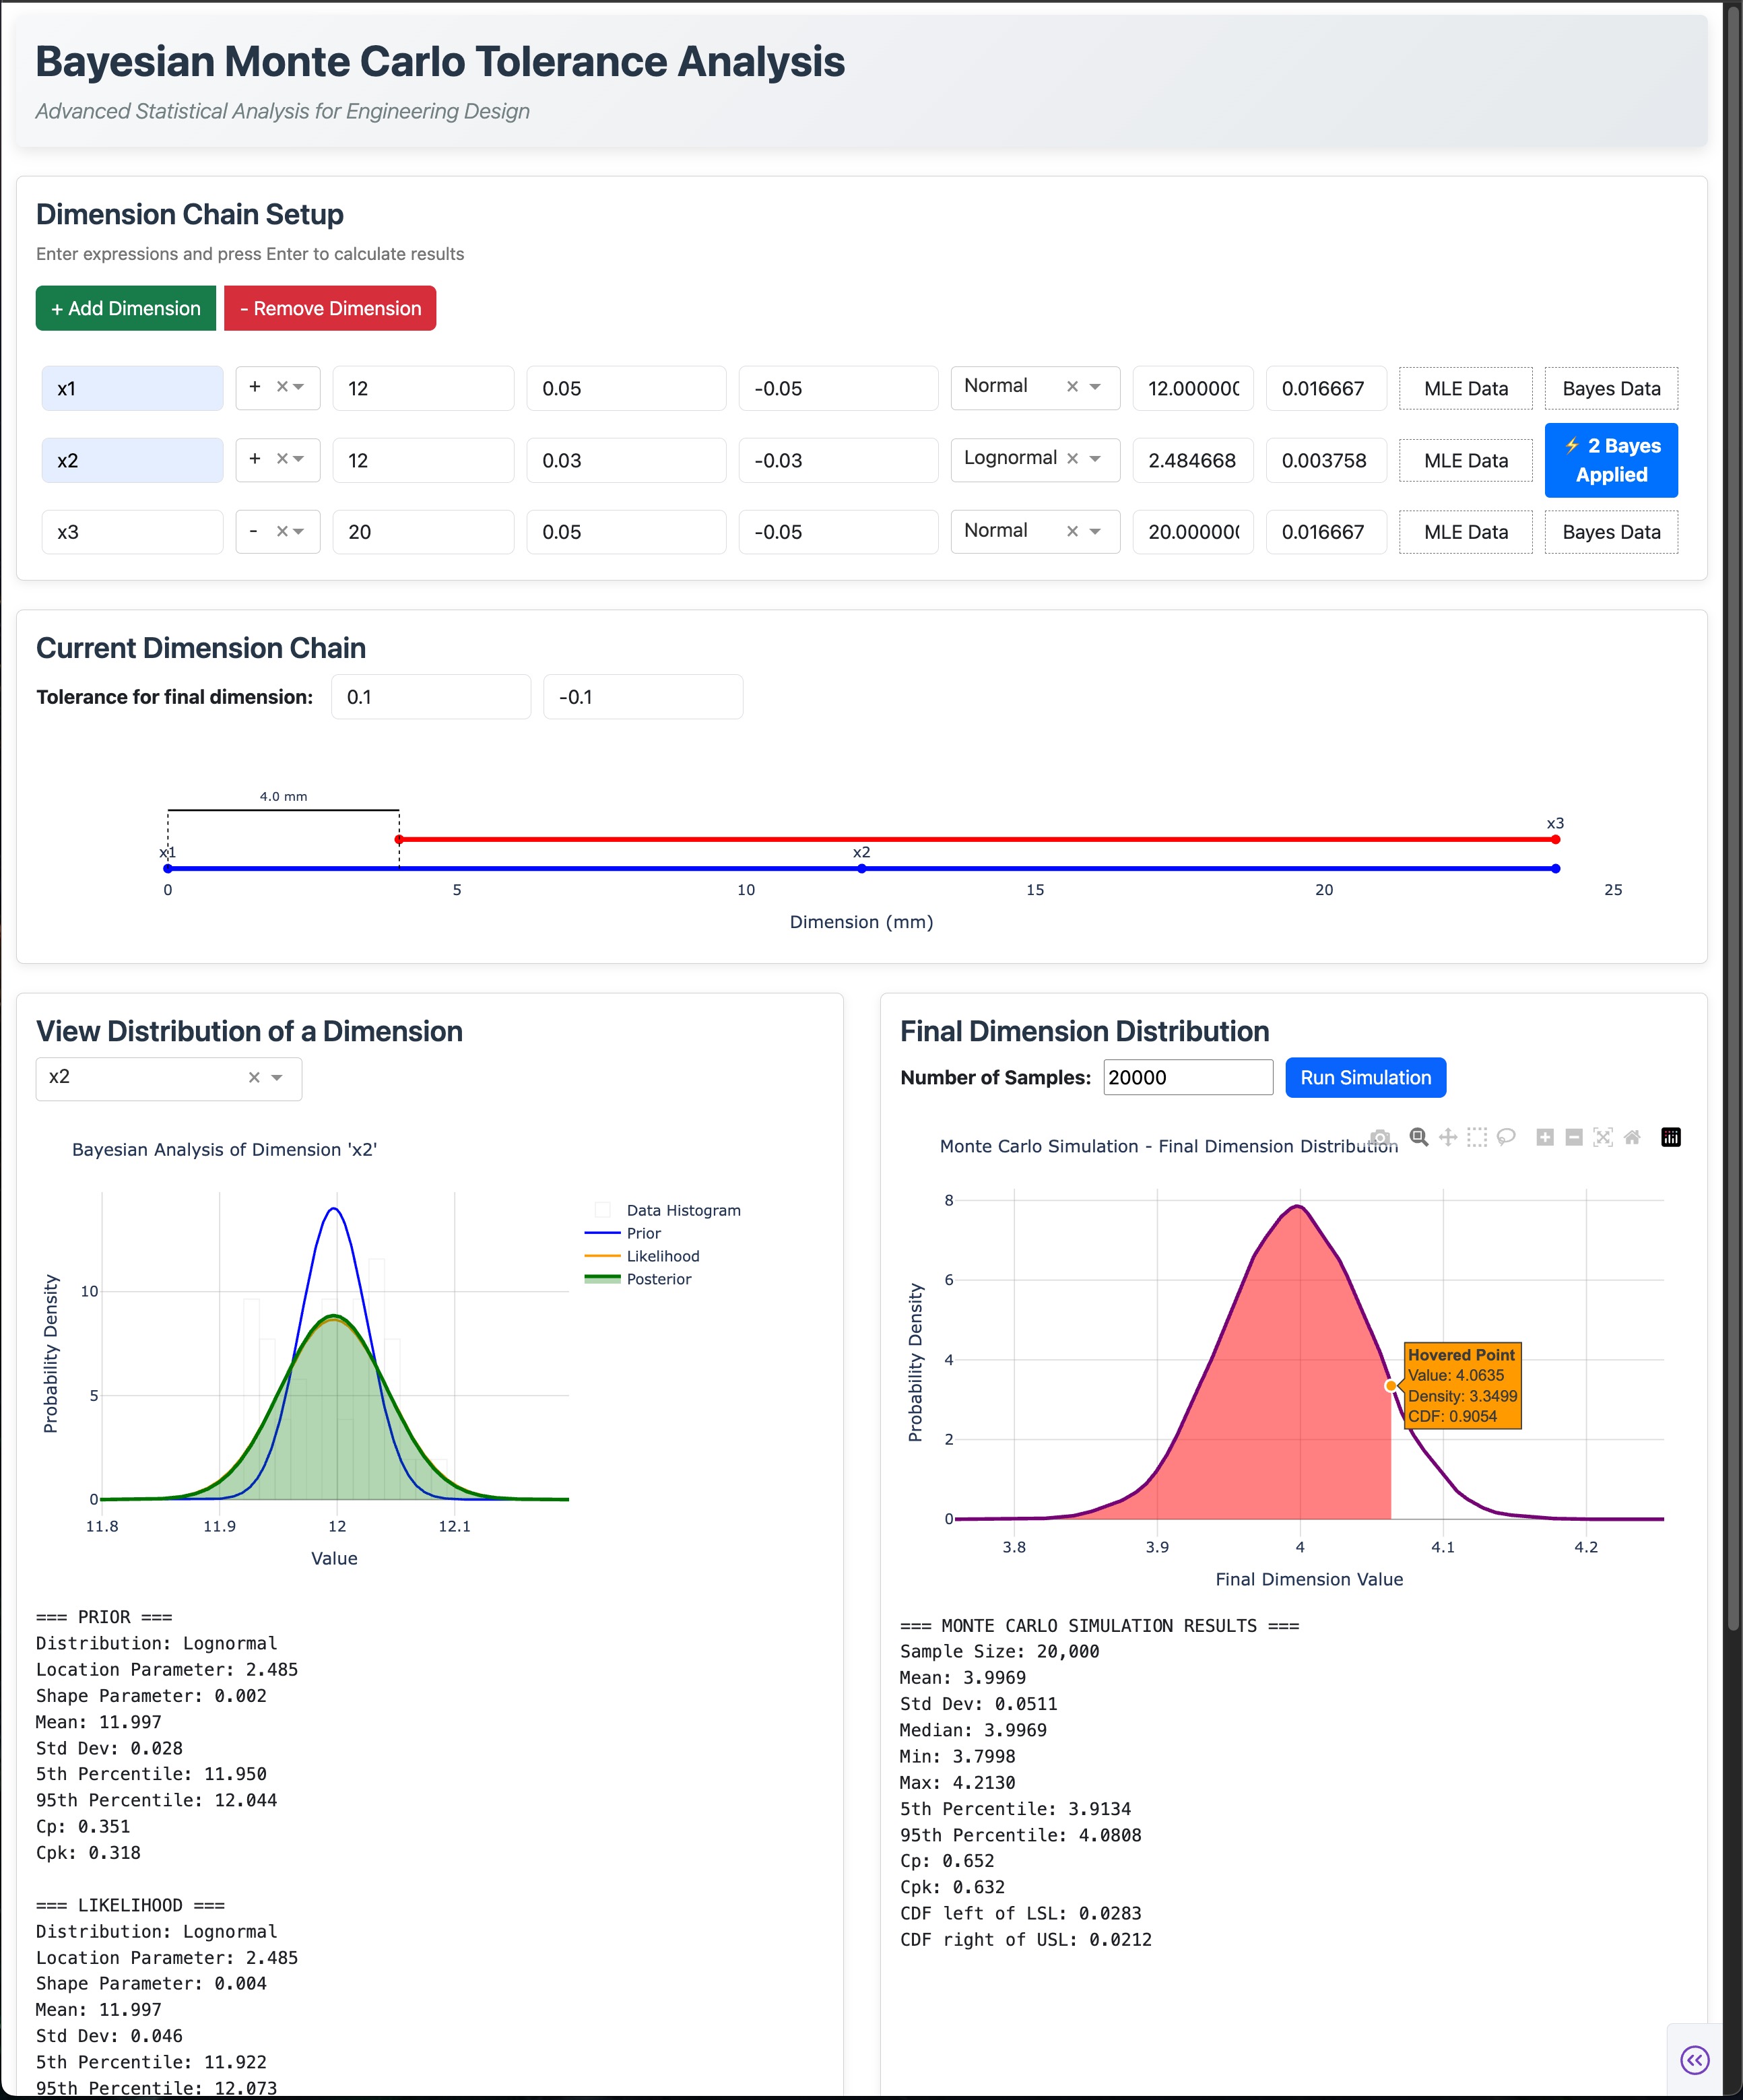 Bayesian Monte Carlo Tolerance Analysis
Advanced Statistical Analysis for Engineering Design
Dimension Chain Setup
Enter expressions and press Enter to calculate results
+ Add Dimension - Remove Dimension
x1 + × 12 0.05 -0.05 Normal × 12.000000 0.016667 MLE Data Bayes Data
x2 + × 12 0.03 -0.03 Lognormal × 2.484668 0.003758 MLE Data ⚡ 2 Bayes
Applied
x3 - × 20 0.05 -0.05 Normal × 20.000000 0.016667 MLE Data Bayes Data
Current Dimension Chain
Tolerance for final dimension: 0.1 -0.1
4.0 mm
x3
x1 x2
0 5 10 15 20 25
Dimension (mm)
View Distribution of a Dimension
x2 ×
Bayesian Analysis of Dimension 'x2'
Data Histogram
Prior
Likelihood
Posterior
Probability Density
10
5
0
11.8 11.9 12 12.1
Value
=== PRIOR ===
Distribution: Lognormal
Location Parameter: 2.485
Shape Parameter: 0.002
Mean: 11.997
Std Dev: 0.028
5th Percentile: 11.950
95th Percentile: 12.044
Cp: 0.351
Cpk: 0.318
=== LIKELIHOOD ===
Distribution: Lognormal
Location Parameter: 2.485
Shape Parameter: 0.004
Mean: 11.997
Std Dev: 0.046
5th Percentile: 11.922
95th Percentile: 12.073
Final Dimension Distribution
Number of Samples: 20000 Run Simulation
Monte Carlo Simulation - Final Dimension Distribution
Probability Density
8
6
4
2
0
Hovered Point
Value: 4.0635
Density: 3.3499
CDF: 0.9054
3.8 3.9 4 4.1 4.2
Final Dimension Value
=== MONTE CARLO SIMULATION RESULTS ===
Sample Size: 20,000
Mean: 3.9969
Std Dev: 0.0511
Median: 3.9969
Min: 3.7998
Max: 4.2130
5th Percentile: 3.9134
95th Percentile: 4.0808
Cp: 0.652
Cpk: 0.632
CDF left of LSL: 0.0283
CDF right of USL: 0.0212